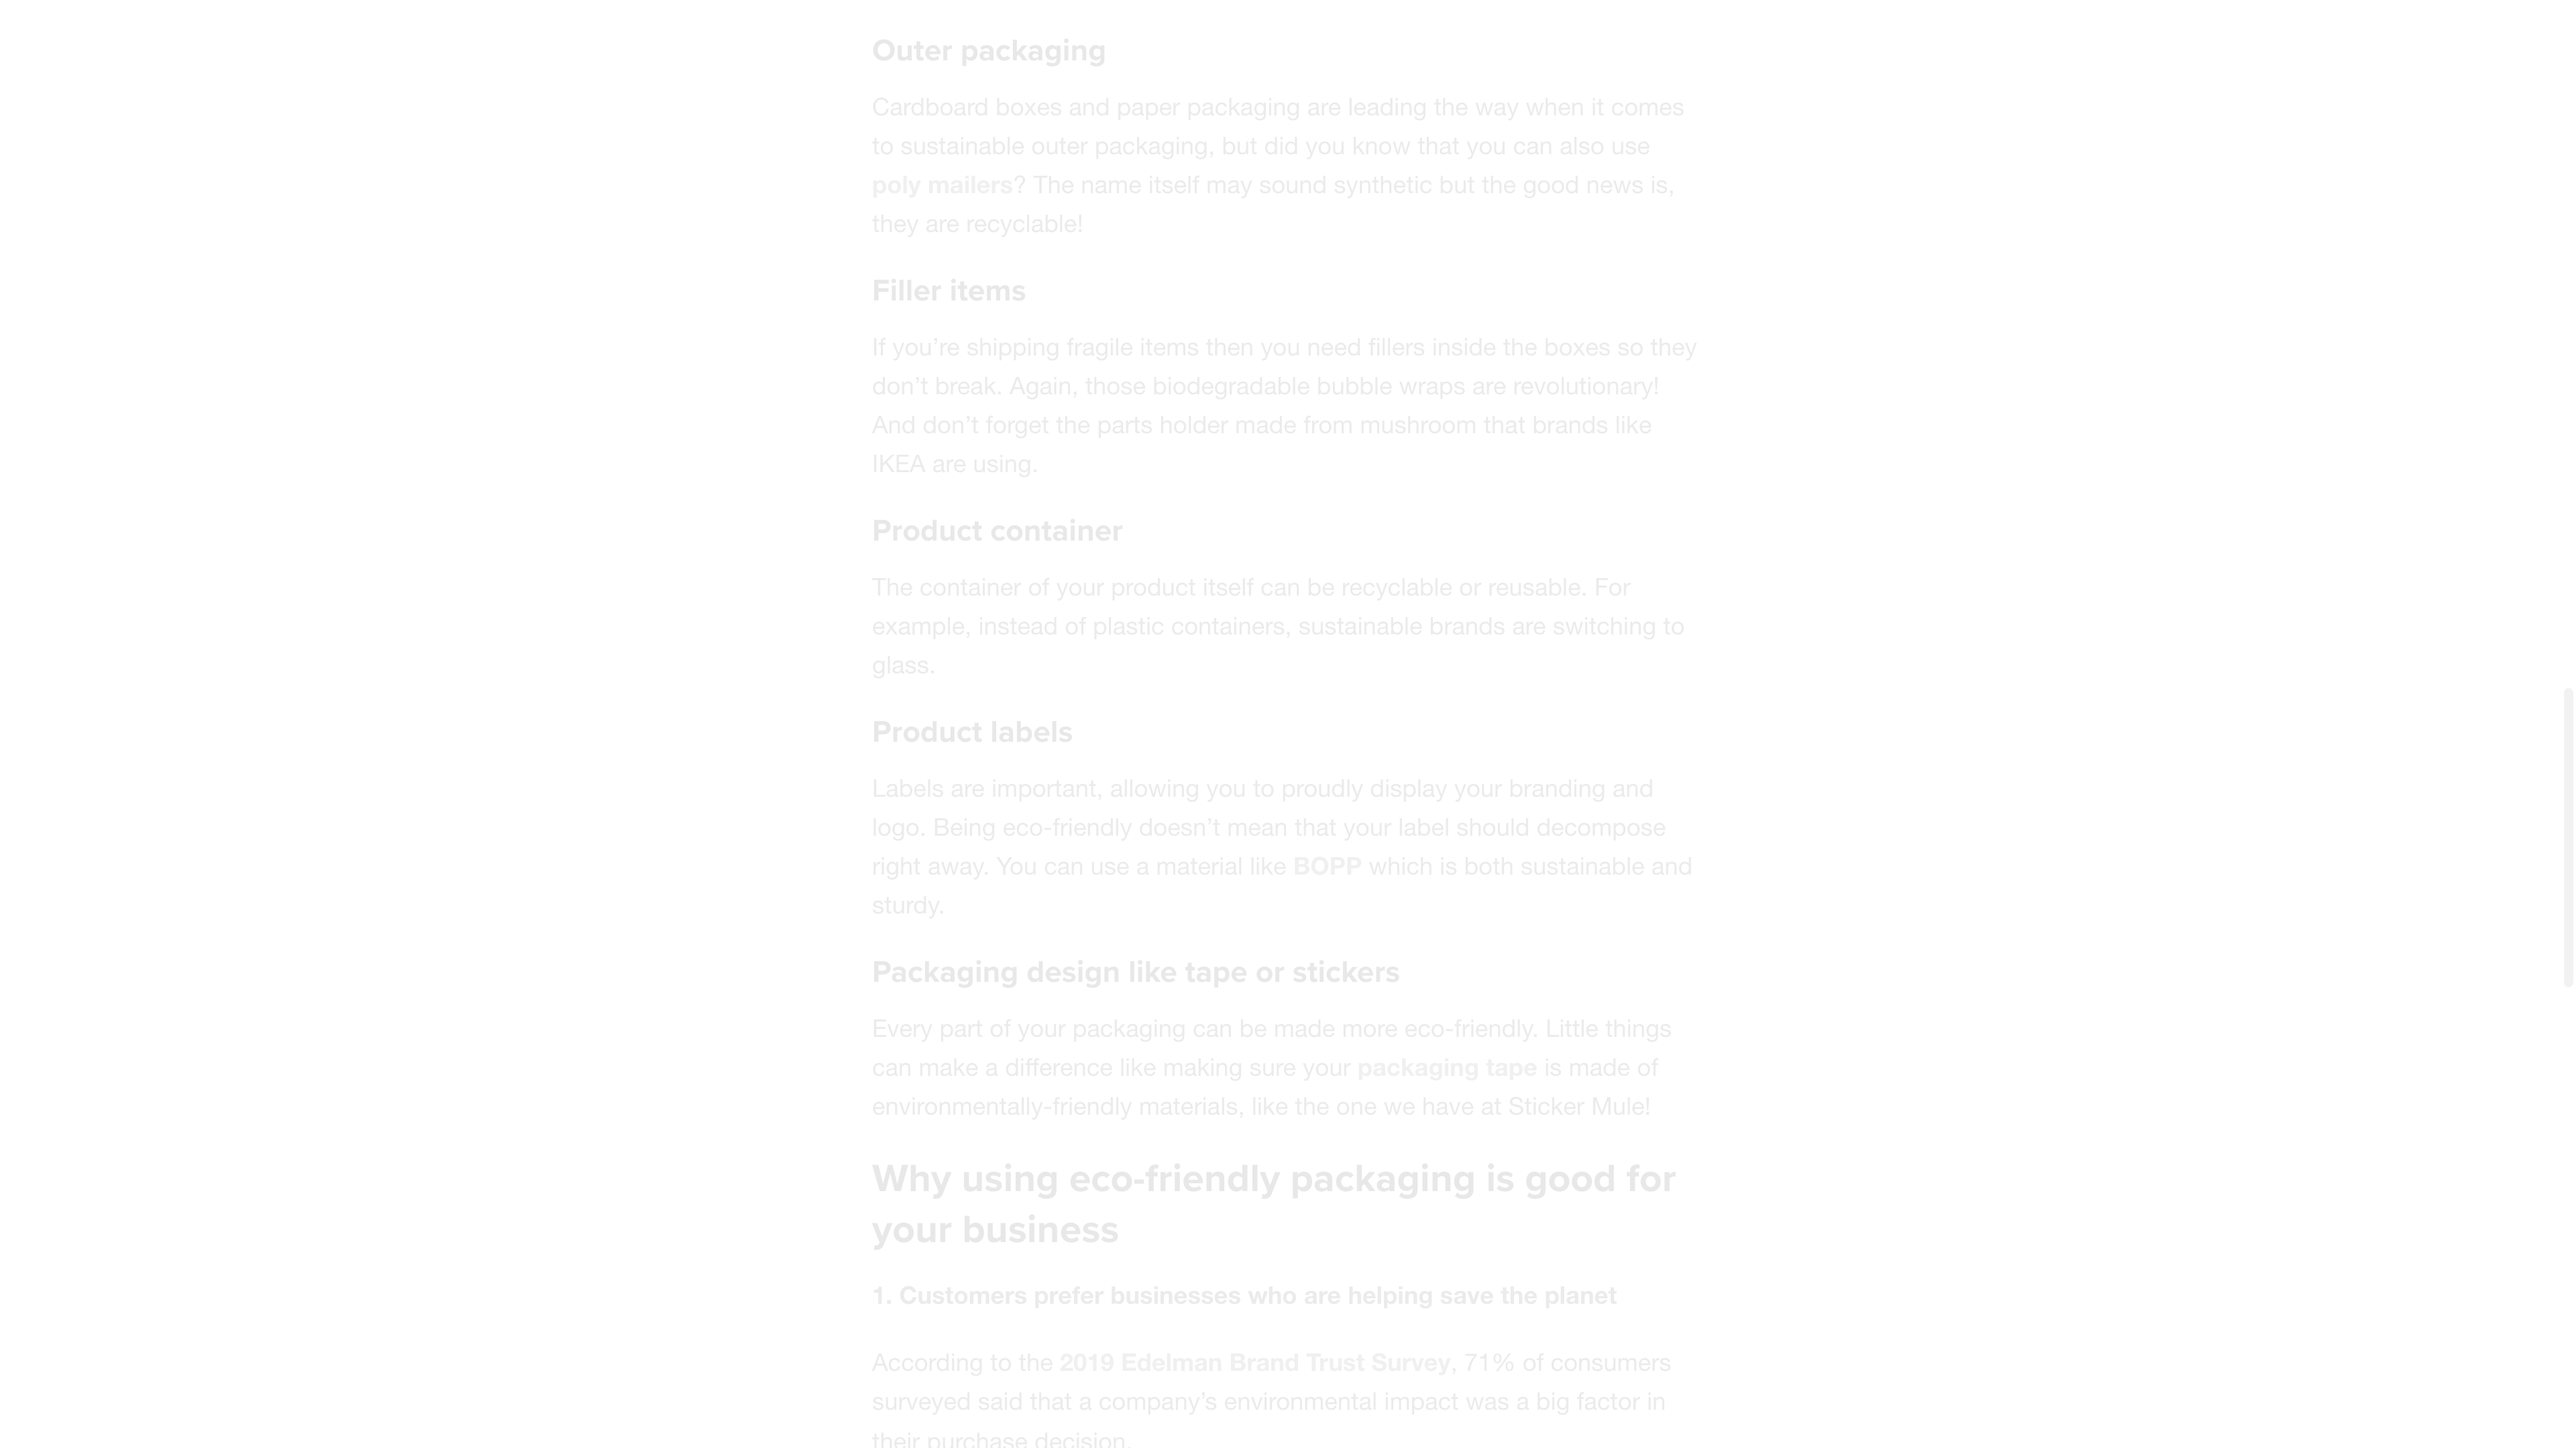 Outer packaging
Cardboard boxes and paper packaging are leading the way when it comes
to sustainable outer packaging, but did you know that you can also use
poly mailers? The name itself may sound synthetic but the good news is,
they are recyclable!
Filler items
If you’re shipping fragile items then you need fillers inside the boxes so they
don’t break. Again, those biodegradable bubble wraps are revolutionary!
And don’t forget the parts holder made from mushroom that brands like
IKEA are using.
Product container
The container of your product itself can be recyclable or reusable. For
example, instead of plastic containers, sustainable brands are switching to
glass.
Product labels
Labels are important, allowing you to proudly display your branding and
logo. Being eco-friendly doesn’t mean that your label should decompose
right away. You can use a material like BOPP which is both sustainable and
sturdy.
Packaging design like tape or stickers
Every part of your packaging can be made more eco-friendly. Little things
can make a difference like making sure your packaging tape is made of
environmentally-friendly materials, like the one we have at Sticker Mule!
Why using eco-friendly packaging is good for
your business
1. Customers prefer businesses who are helping save the planet
According to the 2019 Edelman Brand Trust Survey, 71% of consumers
surveyed said that a company’s environmental impact was a big factor in
their purchase decision.